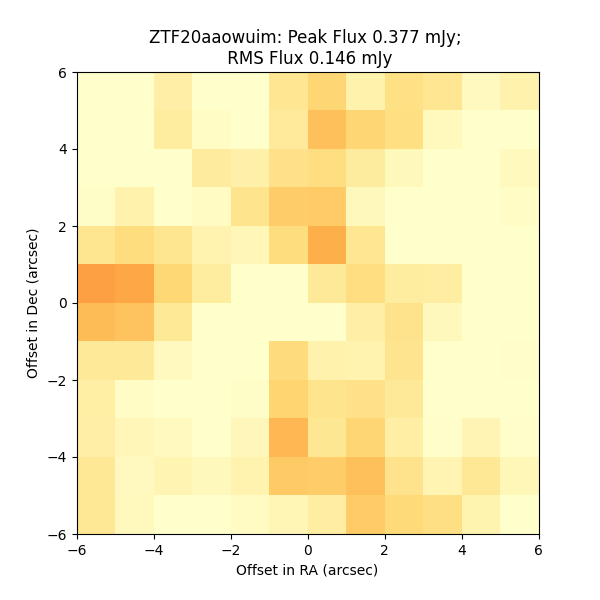 ZTF20aaowuim: Peak Flux 0.377 mJy;
RMS Flux 0.146 mJy
6
4
2
0
−2
−4
−6
Offset in Dec (arcsec)
−6 −4 −2 0 2 4 6
Offset in RA (arcsec)